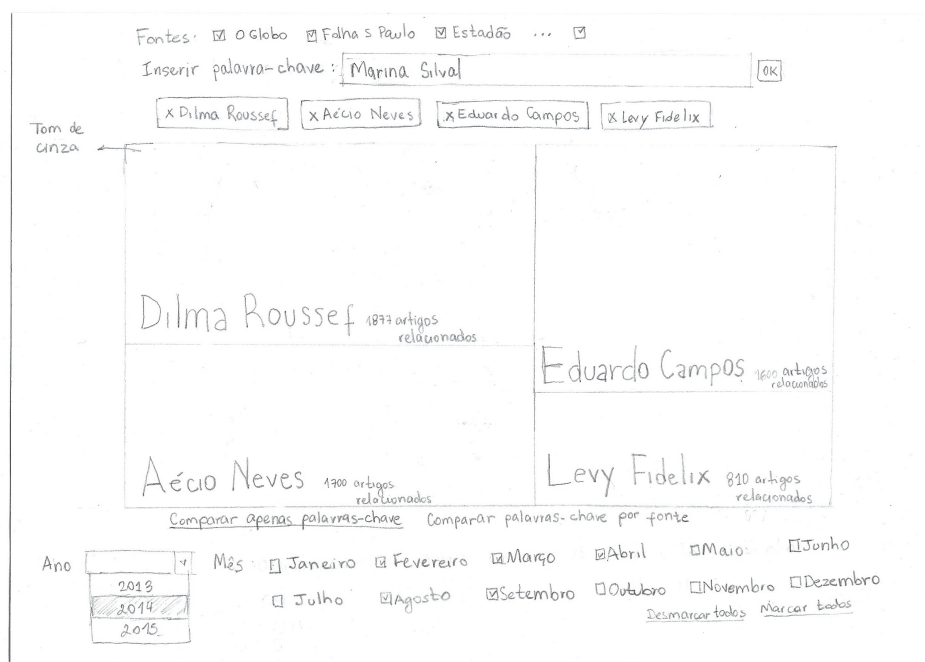 Fontes: O Globo Folha S Paulo Estadão ...
Inserir palavra-chave: Marina Silval OK
x Dilma Roussef x Aécio Neves x Eduardo Campos x Levy Fidelix
Tom de
cinza
Dilma Roussef 1877 artigos
relacionados
Eduardo Campos 1600 artigos
relacionados
Aécio Neves 1700 artigos
relacionados
Levy Fidelix 810 artigos
relacionados
Comparar apenas palavras-chave Comparar palavras-chave por fonte
Ano Mês: Janeiro Fevereiro Março Abril Maio Junho
2013
2014
2015
Julho Agosto Setembro Outubro Novembro Dezembro
Desmarcar todos Marcar todos